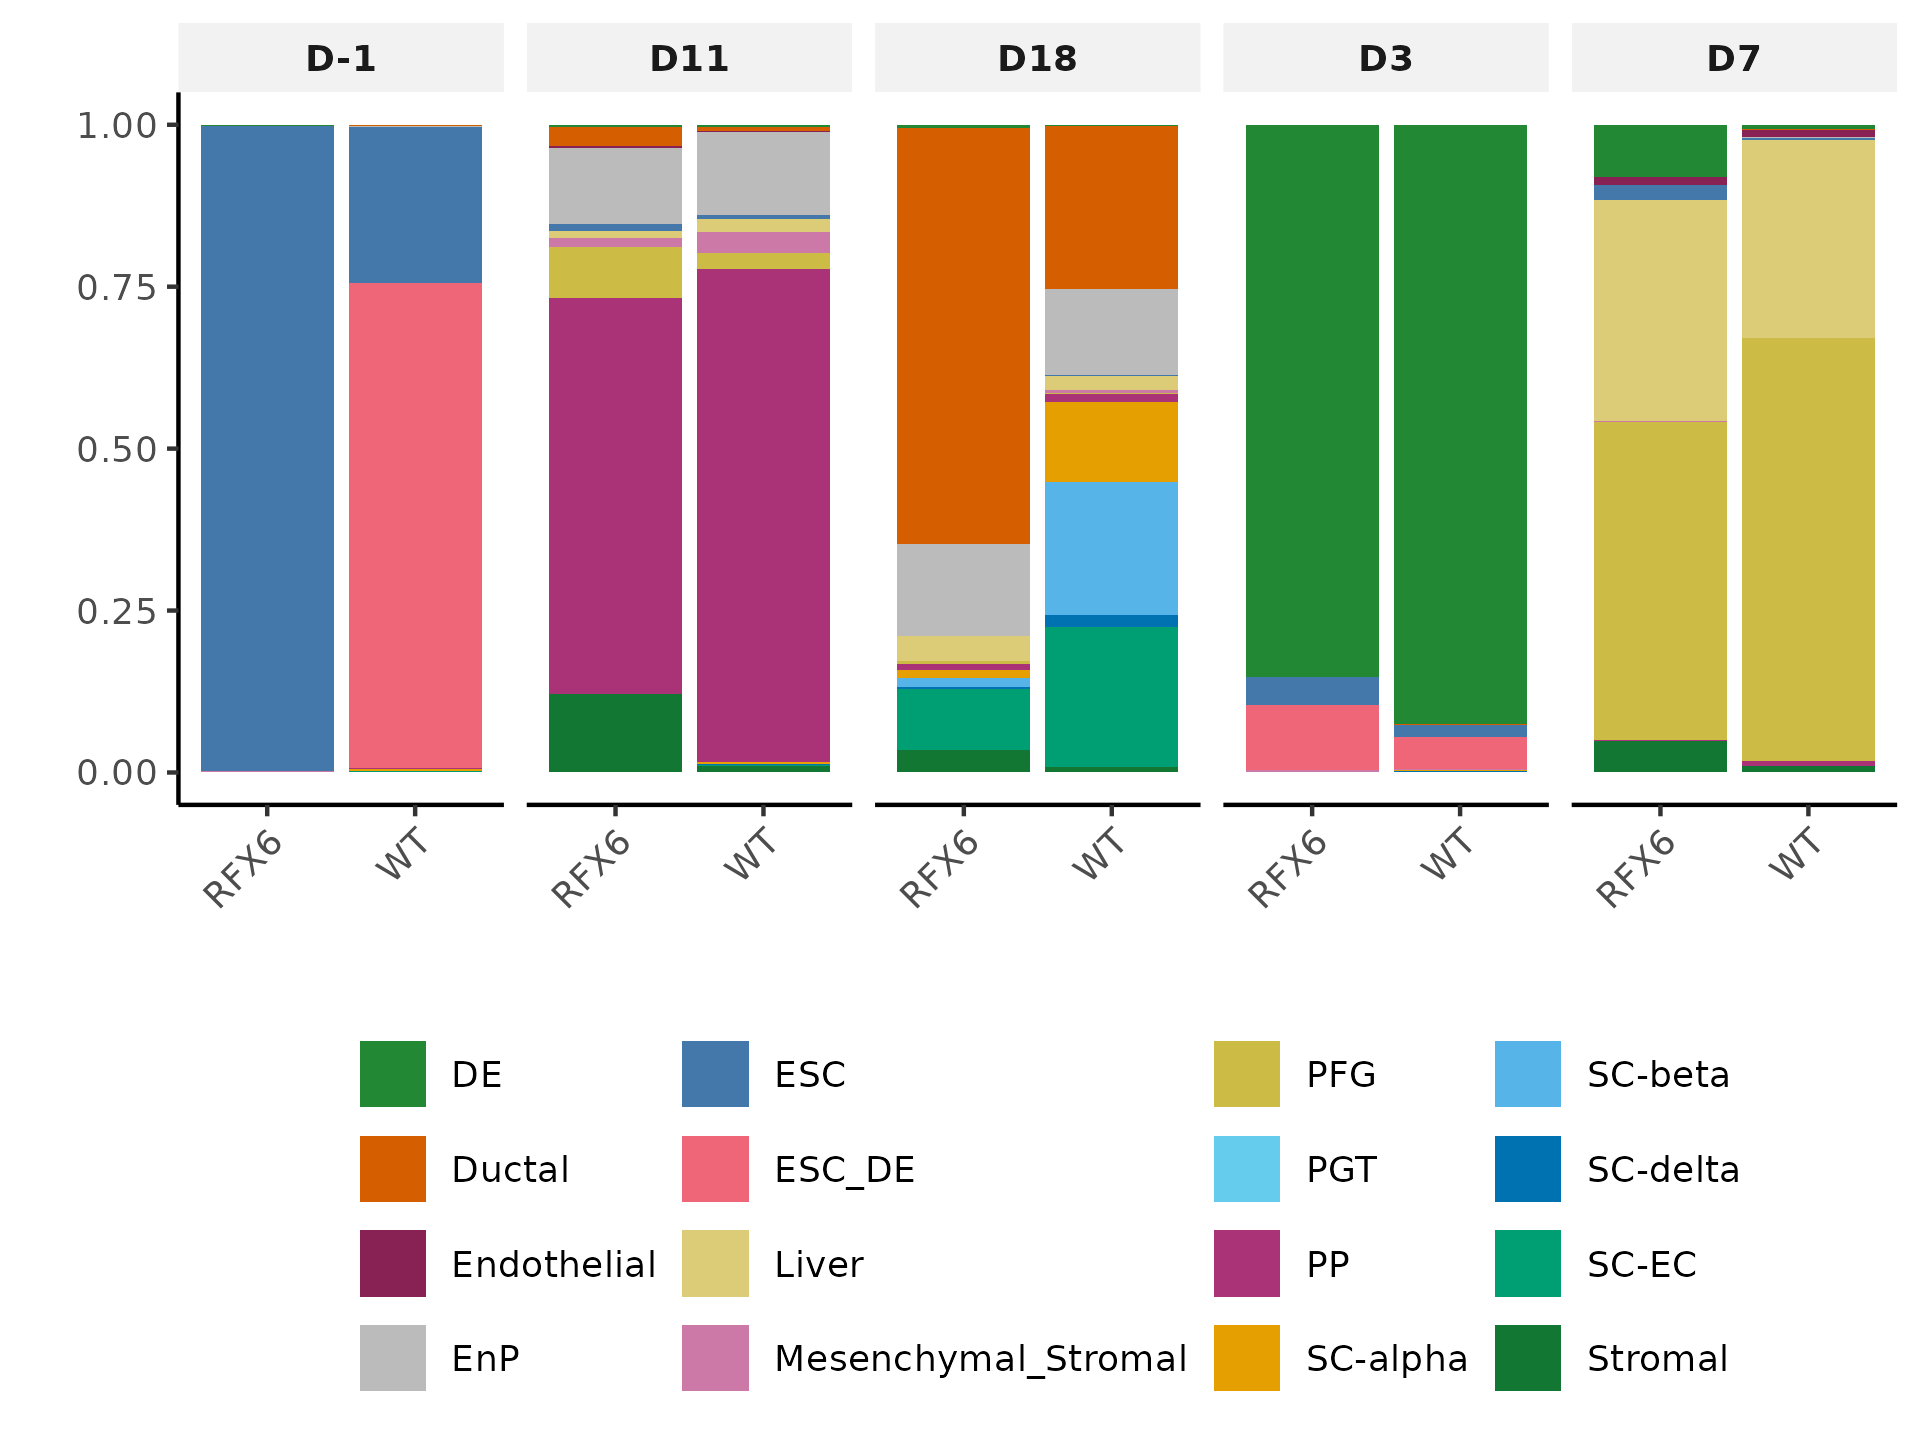 D-1 D11 D18 D3 D7
1.00
0.75
0.50
0.25
0.00
RFX6 WT RFX6 WT RFX6 WT RFX6 WT RFX6 WT
DE ESC PFG SC-beta
Ductal ESC_DE PGT SC-delta
Endothelial Liver PP SC-EC
EnP Mesenchymal_Stromal SC-alpha Stromal